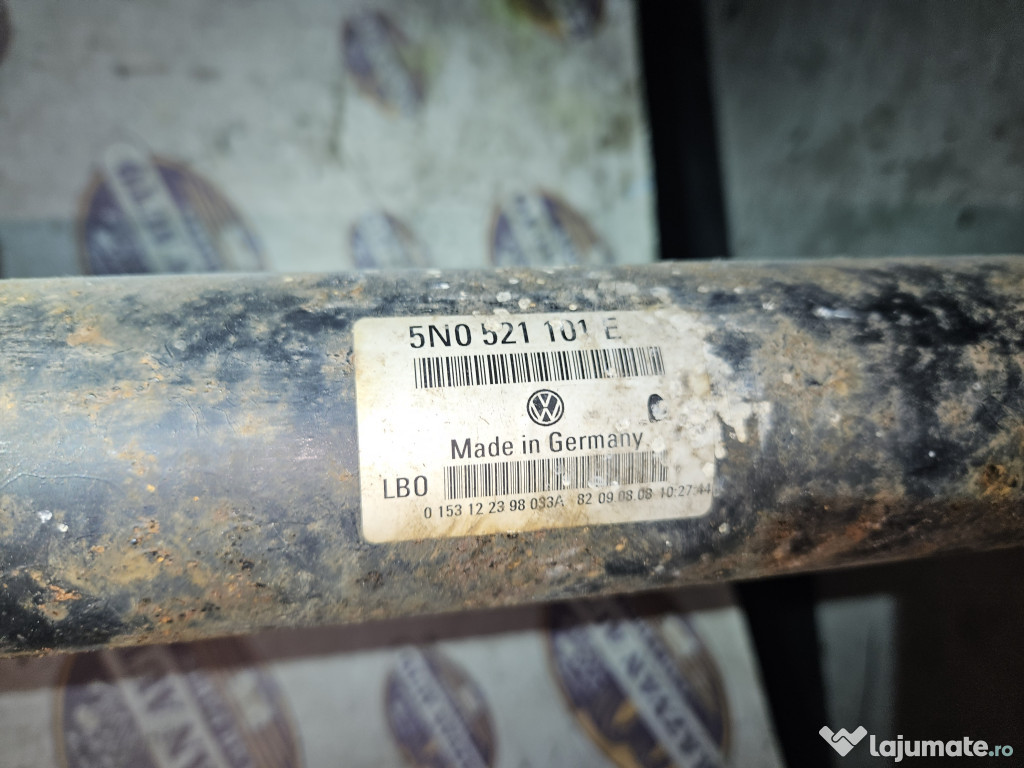 5N0 521 101 E
Made in Germany
LB0
0 153 12 23 98 033A 82 09.08.08 10:27:44
lajumate.ro